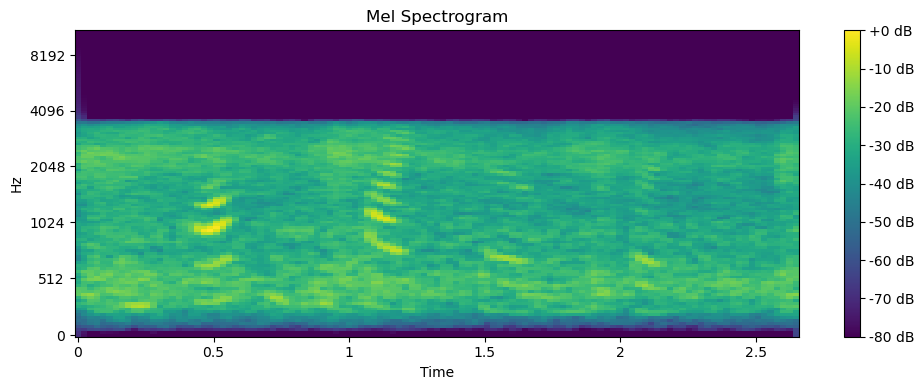 Mel Spectrogram
Hz
8192
4096
2048
1024
512
0
0
0.5
1
1.5
2
2.5
Time
+0 dB
-10 dB
-20 dB
-30 dB
-40 dB
-50 dB
-60 dB
-70 dB
-80 dB